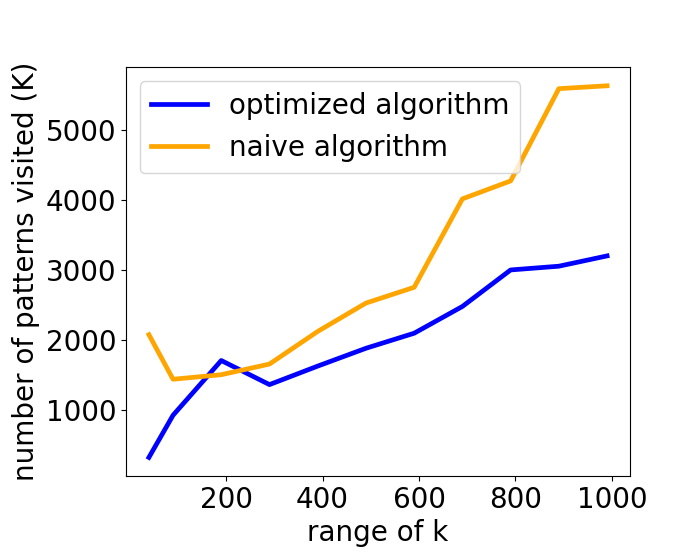 optimized algorithm
naive algorithm
number of patterns visited (K)
5000
4000
3000
2000
1000
200 400 600 800 1000
range of k